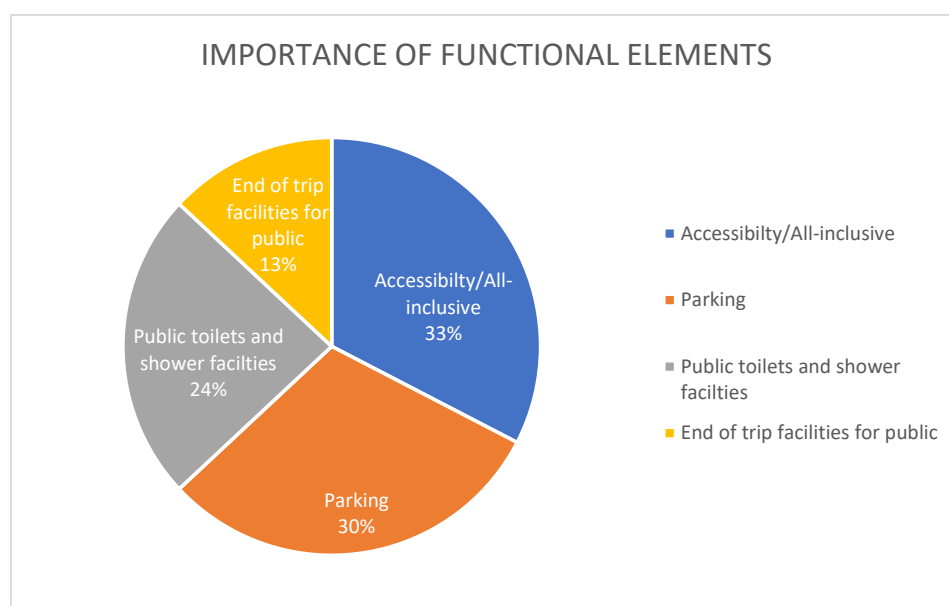 IMPORTANCE OF FUNCTIONAL ELEMENTS
End of trip
facilities for
public
13%
Accessibilty/All-
inclusive
33%
Public toilets and
shower facilties
24%
Parking
30%
Accessibilty/All-inclusive
Parking
Public toilets and shower
facilties
End of trip facilities for public